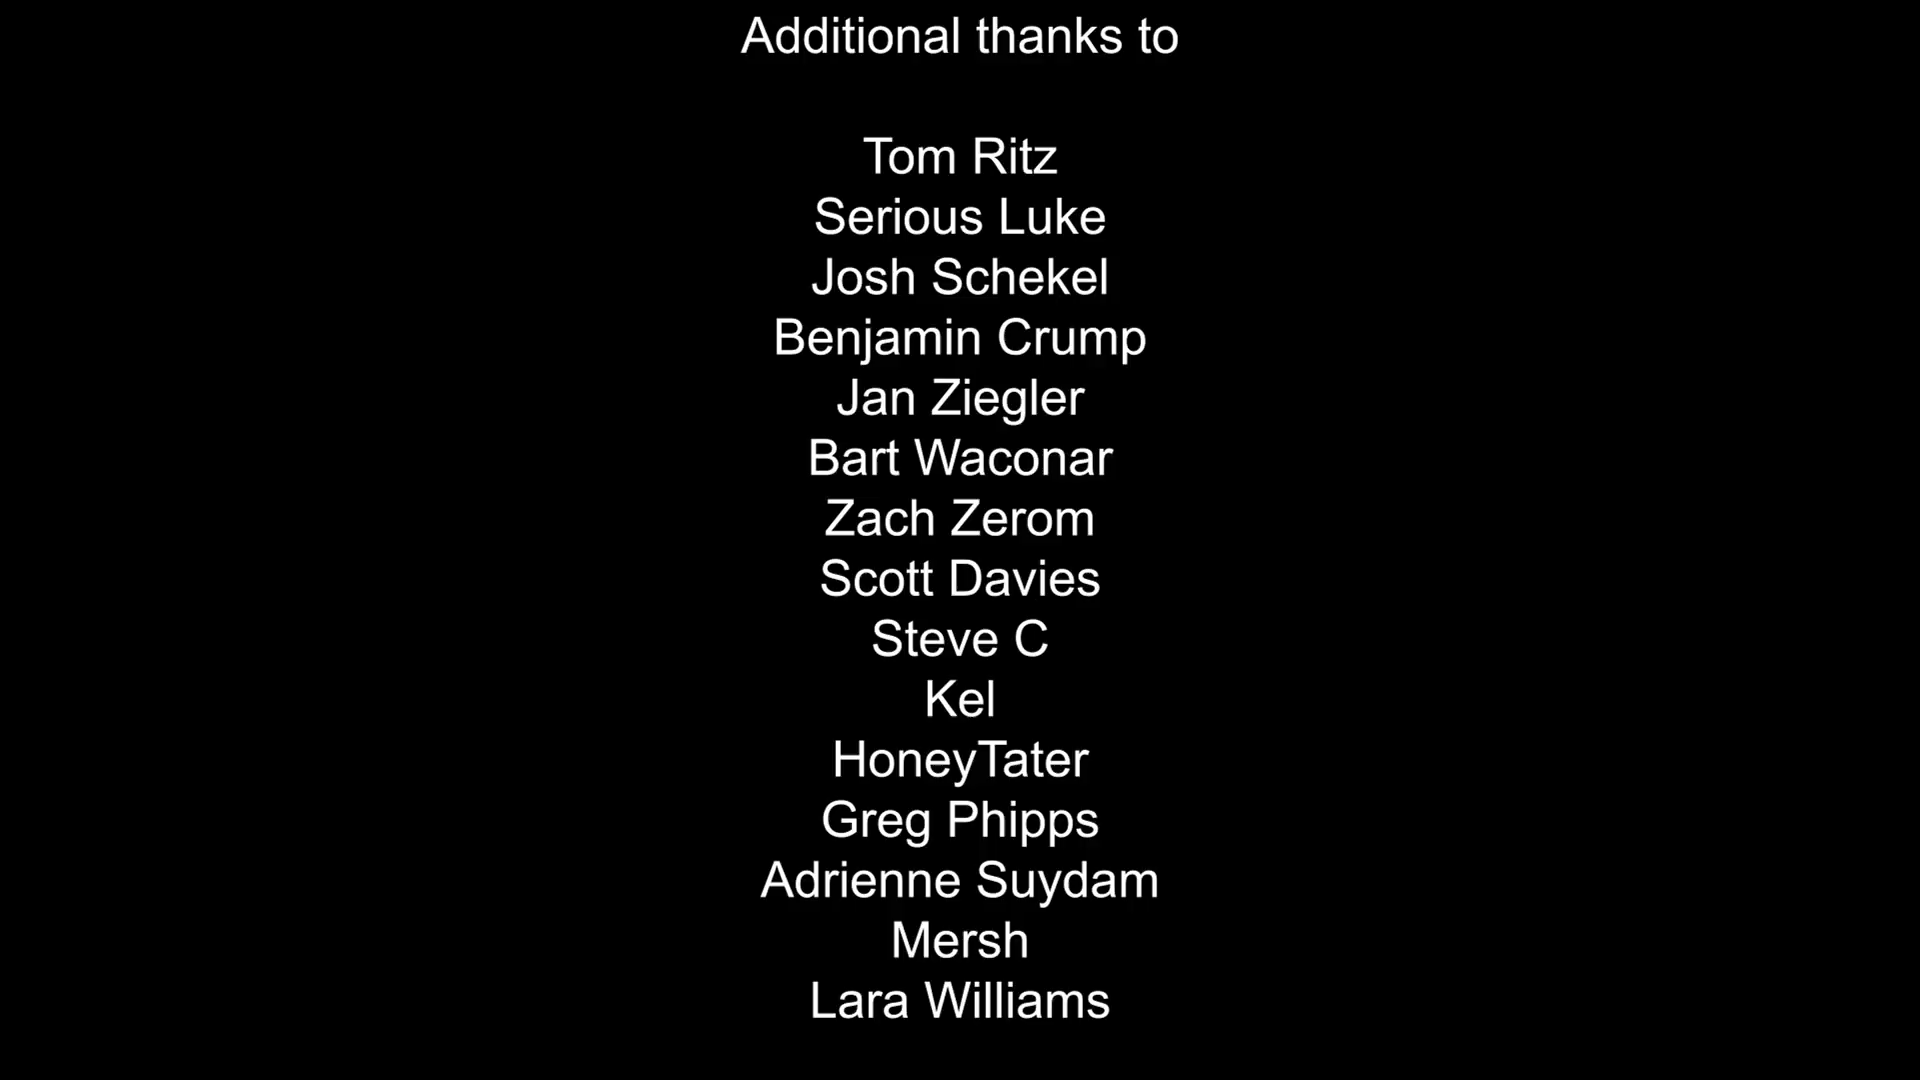 Additional thanks to
Tom Ritz
Serious Luke
Josh Schekel
Benjamin Crump
Jan Ziegler
Bart Waconar
Zach Zerom
Scott Davies
Steve C
Kel
HoneyTater
Greg Phipps
Adrienne Suydam
Mersh
Lara Williams